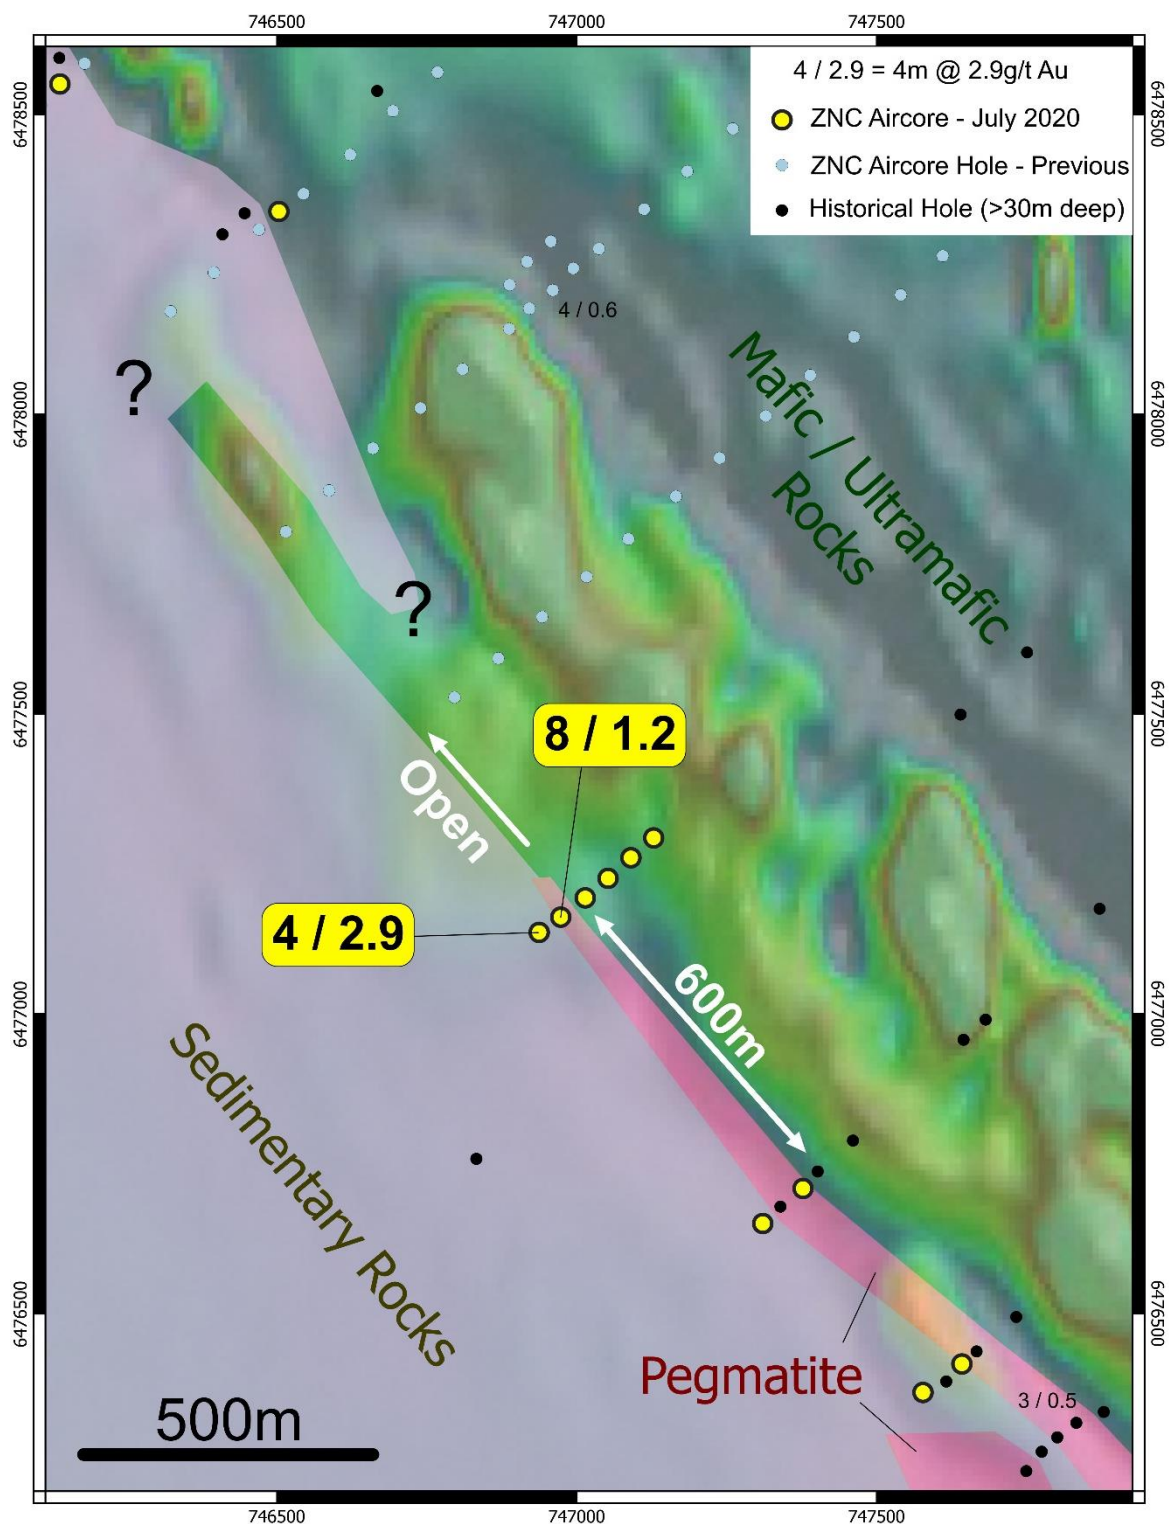 746500
747000
747500
4 / 2.9 = 4m @ 2.9g/t Au
ZNC Aircore - July 2020
ZNC Aircore Hole - Previous
Historical Hole (>30m deep)
6478500
6478500
4 / 0.6
?
Mafic / Ultramafic
Rocks
6478000
6478000
?
6477500
6477500
8 / 1.2
Open
4 / 2.9
600m
6477000
6477000
Sedimentary Rocks
6476500
6476500
Pegmatite
3 / 0.5
500m
746500
747000
747500